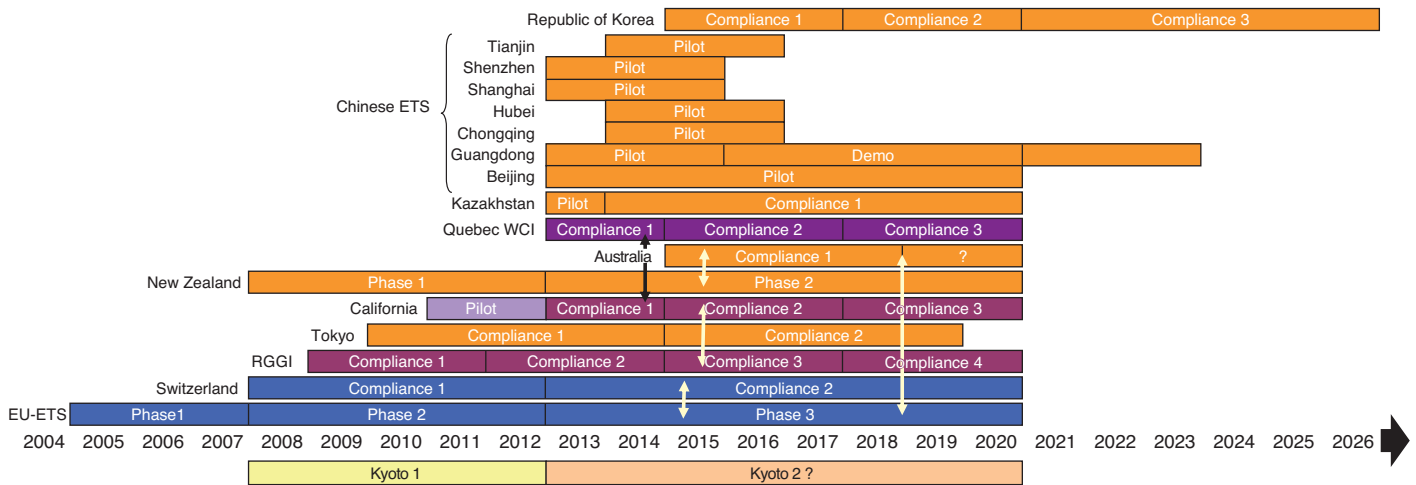 Republic of Korea Compliance 1 Compliance 2 Compliance 3
Tianjin Pilot
Shenzhen Pilot
Shanghai Pilot
Chinese ETS
Hubei Pilot
Chongqing Pilot
Guangdong Pilot Demo
Beijing Pilot
Kazakhstan Pilot Compliance 1
Quebec WCI Compliance 1 Compliance 2 Compliance 3
Australia Compliance 1 ?
New Zealand Phase 1 Phase 2
California Pilot Compliance 1 Compliance 2 Compliance 3
Tokyo Compliance 1 Compliance 2
RGGI Compliance 1 Compliance 2 Compliance 3 Compliance 4
Switzerland Compliance 1 Compliance 2
EU-ETS Phase1 Phase 2 Phase 3
2004 2005 2006 2007 2008 2009 2010 2011 2012 2013 2014 2015 2016 2017 2018 2019 2020 2021 2022 2023 2024 2025 2026
Kyoto 1 Kyoto 2 ?